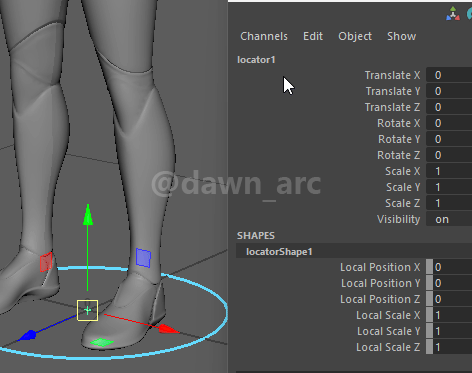 Channels Edit Object Show
locator1
Translate X 0
Translate Y 0
Translate Z 0
Rotate X 0
Rotate Y 0
Rotate Z 0
Scale X 1
@dawn_arc
Scale Y 1
Scale Z 1
Visibility on
SHAPES
locatorShape1
Local Position X 0
Local Position Y 0
Local Position Z 0
Local Scale X 1
Local Scale Y 1
Local Scale Z 1